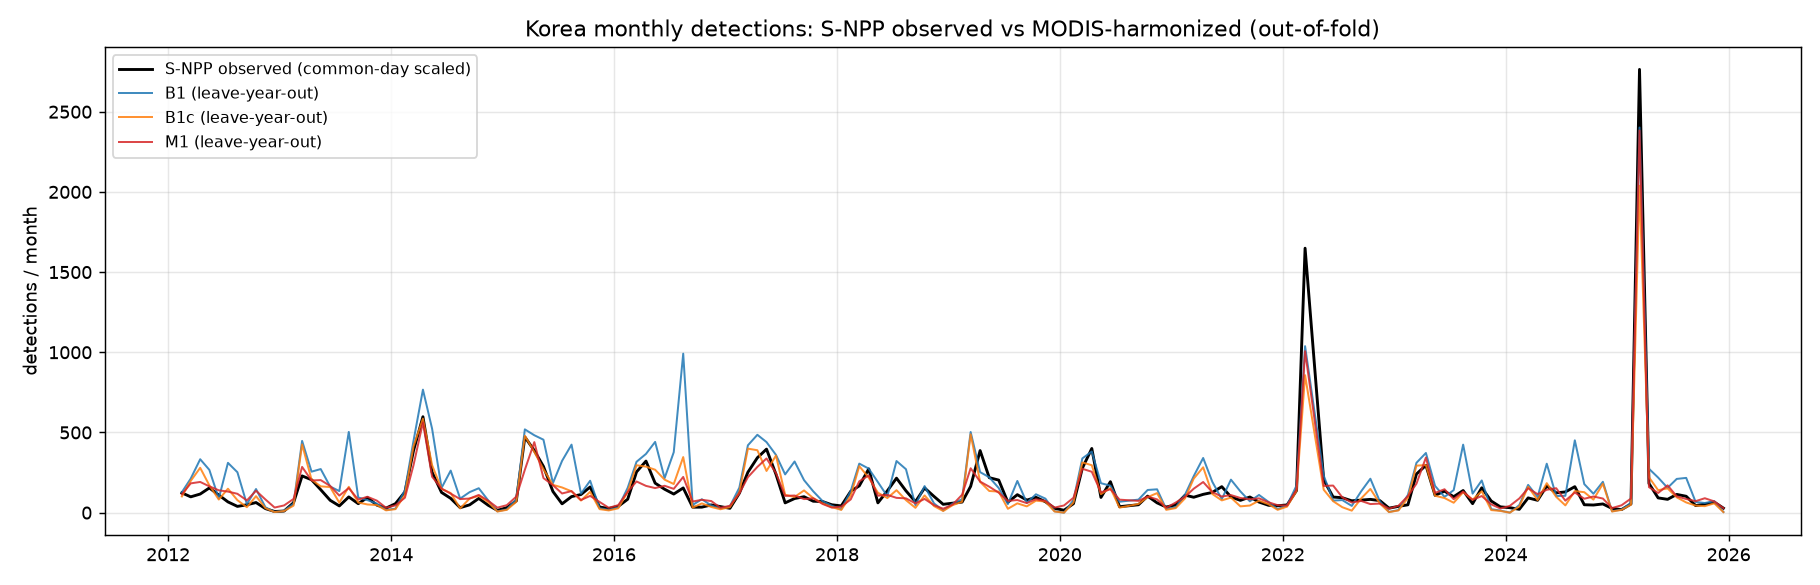 Korea monthly detections: S-NPP observed vs MODIS-harmonized (out-of-fold)
S-NPP observed (common-day scaled)
B1 (leave-year-out)
B1c (leave-year-out)
M1 (leave-year-out)
detections / month
2500
2000
1500
1000
500
0
2012 2014 2016 2018 2020 2022 2024 2026